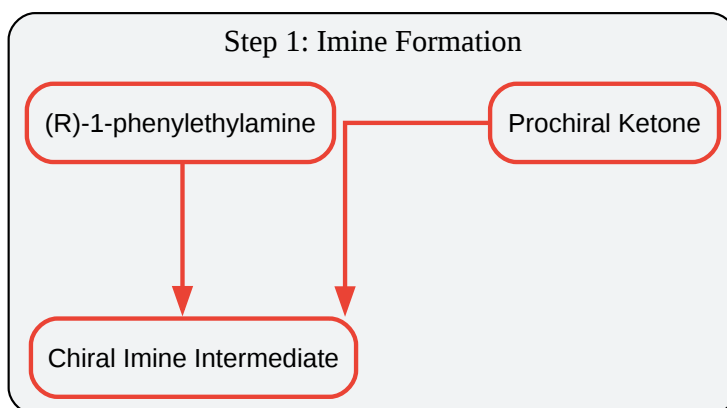 Step 1: Imine Formation
(R)-1-phenylethylamine
Prochiral Ketone
Chiral Imine Intermediate